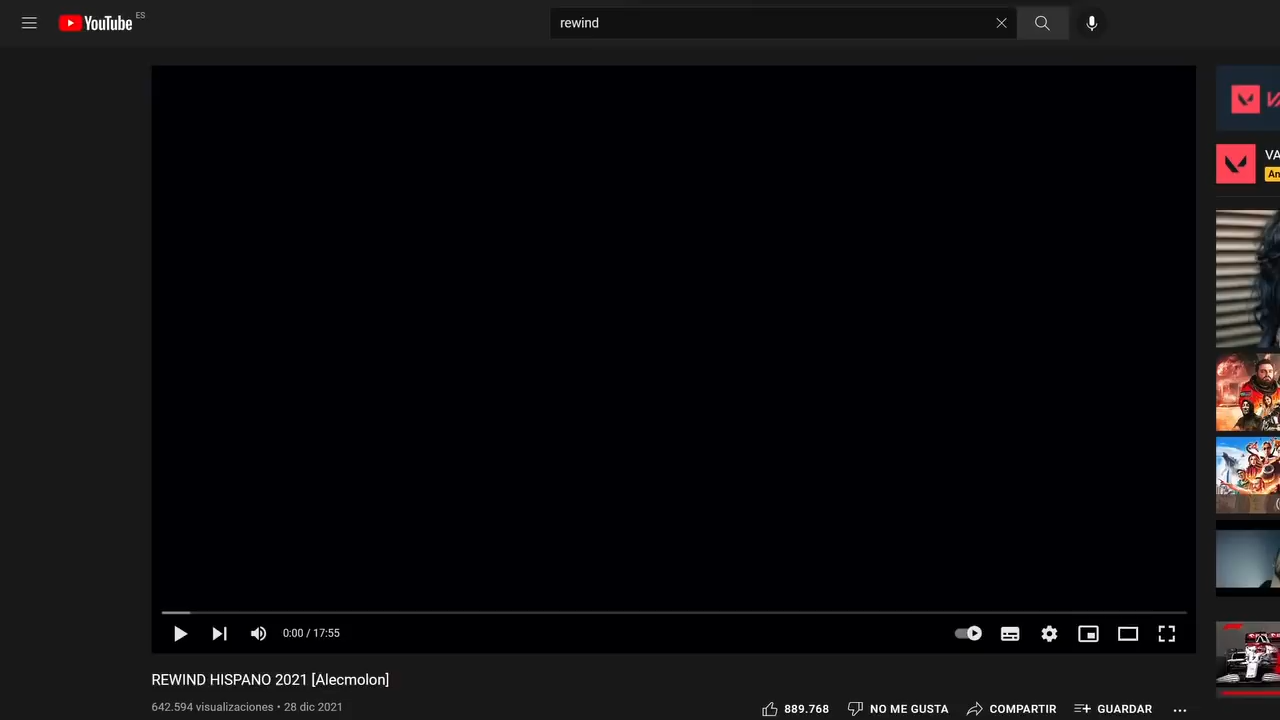 YouTube ES
rewind
VA
An
0:00 / 17:55
REWIND HISPANO 2021 [Alecmolon]
642.594 visualizaciones • 28 dic 2021
889.768 NO ME GUSTA COMPARTIR GUARDAR